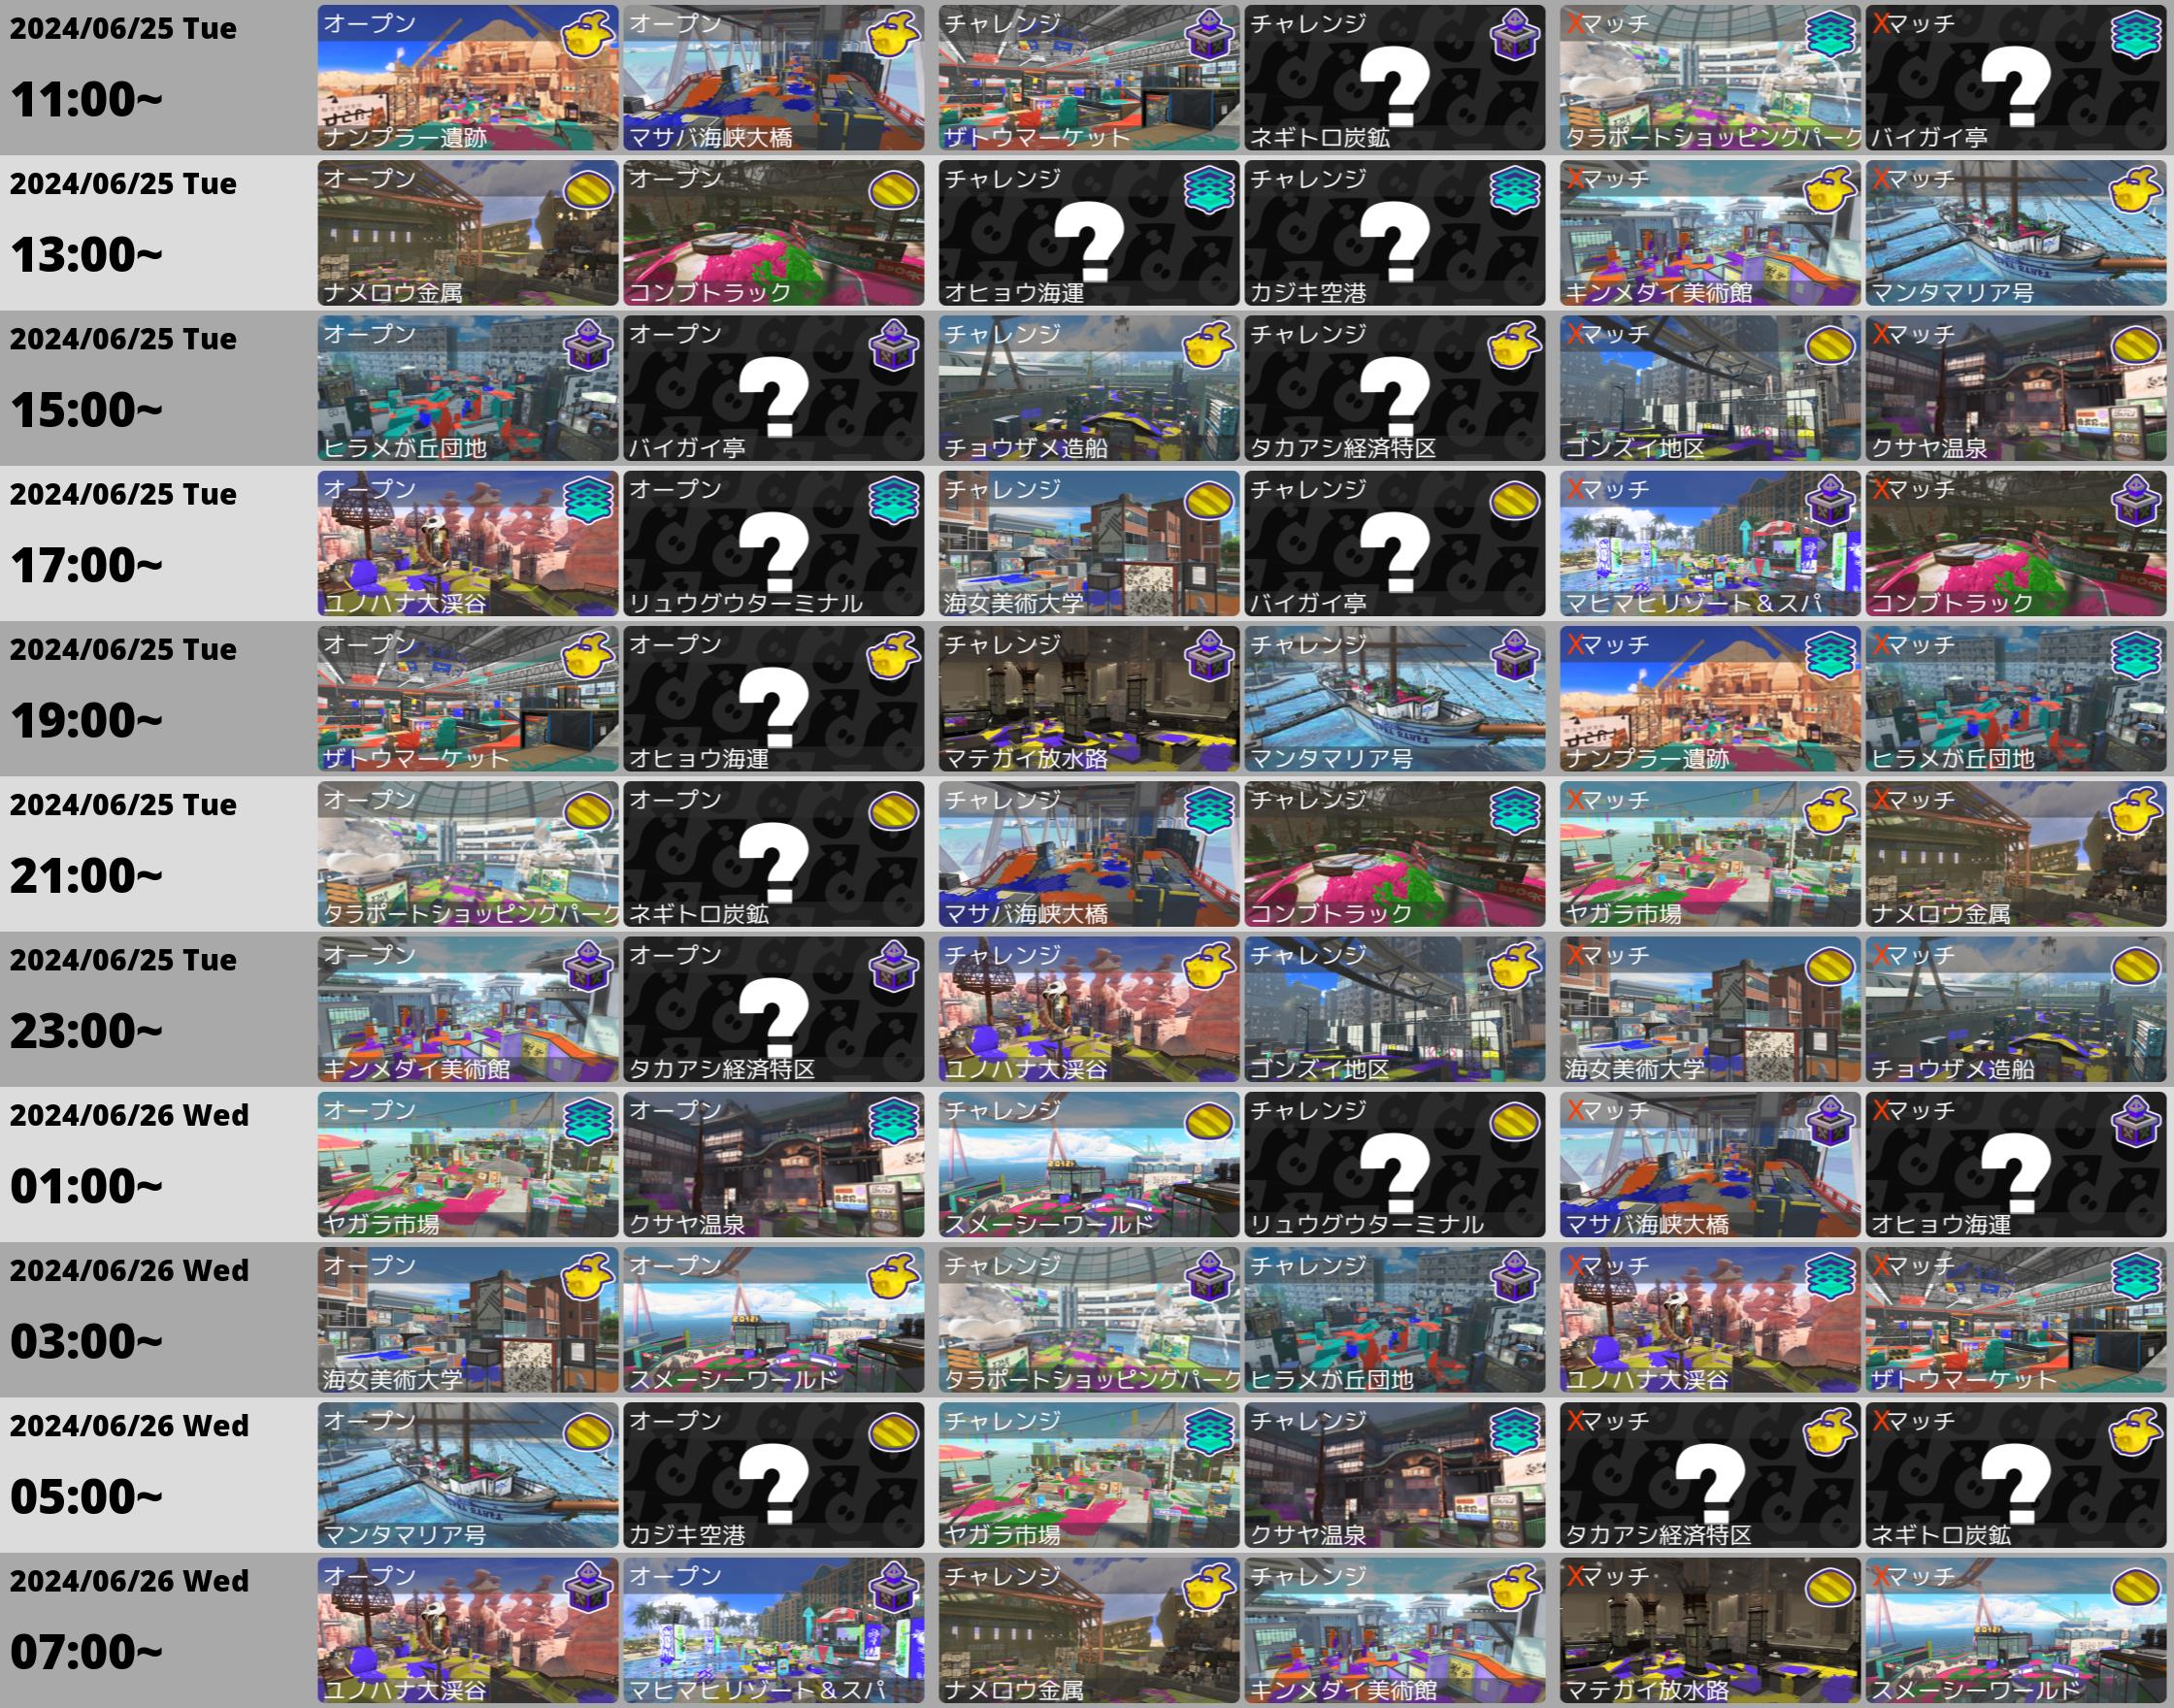 2024/06/25 Tue
11:00~
オープン
ナンプラー遺跡
オープン
マサバ海峡大橋
チャレンジ
ザトウマーケット
チャレンジ
ネギトロ炭鉱
Xマッチ
タラポートショッピングパーク
Xマッチ
バイガイ亭
2024/06/25 Tue
13:00~
オープン
ナメロウ金属
オープン
コンブトラック
チャレンジ
オヒョウ海運
チャレンジ
カジキ空港
Xマッチ
キンメダイ美術館
Xマッチ
マンタマリア号
2024/06/25 Tue
15:00~
オープン
ヒラメが丘団地
オープン
バイガイ亭
チャレンジ
チョウザメ造船
チャレンジ
タカアシ経済特区
Xマッチ
ゴンズイ地区
Xマッチ
クサヤ温泉
2024/06/25 Tue
17:00~
オープン
ユノハナ大渓谷
オープン
リュウグウターミナル
チャレンジ
海女美術大学
チャレンジ
バイガイ亭
Xマッチ
マヒマヒリゾート&スパ
Xマッチ
コンブトラック
2024/06/25 Tue
19:00~
オープン
ザトウマーケット
オープン
オヒョウ海運
チャレンジ
マテガイ放水路
チャレンジ
マンタマリア号
Xマッチ
ナンプラー遺跡
Xマッチ
ヒラメが丘団地
2024/06/25 Tue
21:00~
オープン
タラポートショッピングパーク
オープン
ネギトロ炭鉱
チャレンジ
マサバ海峡大橋
チャレンジ
コンブトラック
Xマッチ
ヤガラ市場
Xマッチ
ナメロウ金属
2024/06/25 Tue
23:00~
オープン
キンメダイ美術館
オープン
タカアシ経済特区
チャレンジ
ユノハナ大渓谷
チャレンジ
ゴンズイ地区
Xマッチ
海女美術大学
Xマッチ
チョウザメ造船
2024/06/26 Wed
01:00~
オープン
ヤガラ市場
オープン
クサヤ温泉
チャレンジ
スメーシーワールド
チャレンジ
リュウグウターミナル
Xマッチ
マサバ海峡大橋
Xマッチ
オヒョウ海運
2024/06/26 Wed
03:00~
オープン
海女美術大学
オープン
スメーシーワールド
チャレンジ
タラポートショッピングパーク
チャレンジ
ヒラメが丘団地
Xマッチ
ユノハナ大渓谷
Xマッチ
ザトウマーケット
2024/06/26 Wed
05:00~
オープン
マンタマリア号
オープン
カジキ空港
チャレンジ
ヤガラ市場
チャレンジ
クサヤ温泉
Xマッチ
タカアシ経済特区
Xマッチ
ネギトロ炭鉱
2024/06/26 Wed
07:00~
オープン
ユノハナ大渓谷
オープン
マヒマヒリゾート&スパ
チャレンジ
ナメロウ金属
チャレンジ
キンメダイ美術館
Xマッチ
マテガイ放水路
Xマッチ
スメーシーワールド